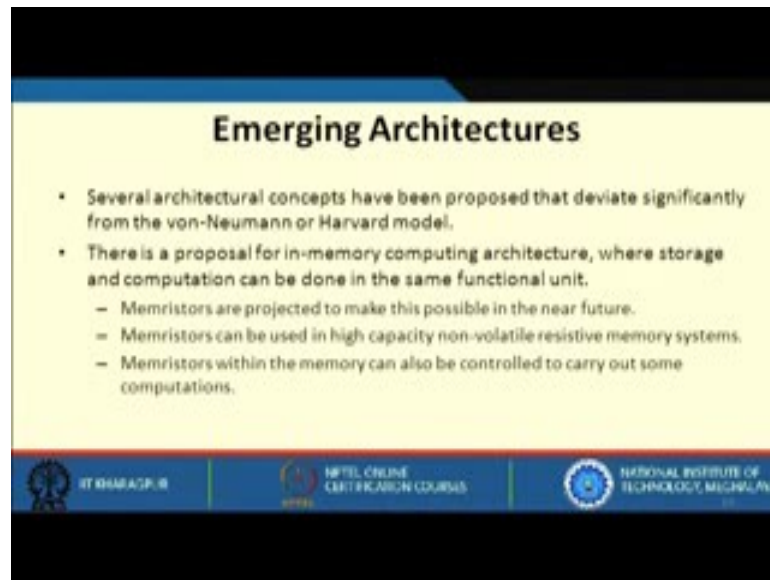 Emerging Architectures
• Several architectural concepts have been proposed that deviate significantly
from the von-Neumann or Harvard model.
• There is a proposal for in-memory computing architecture, where storage
and computation can be done in the same functional unit.
– Memristors are projected to make this possible in the near future.
– Memristors can be used in high capacity non-volatile resistive memory systems.
– Memristors within the memory can also be controlled to carry out some
computations.
IIT KHARAGPUR
NPTEL ONLINE
CERTIFICATION COURSES
NATIONAL INSTITUTE OF
TECHNOLOGY, MEGHALAYA